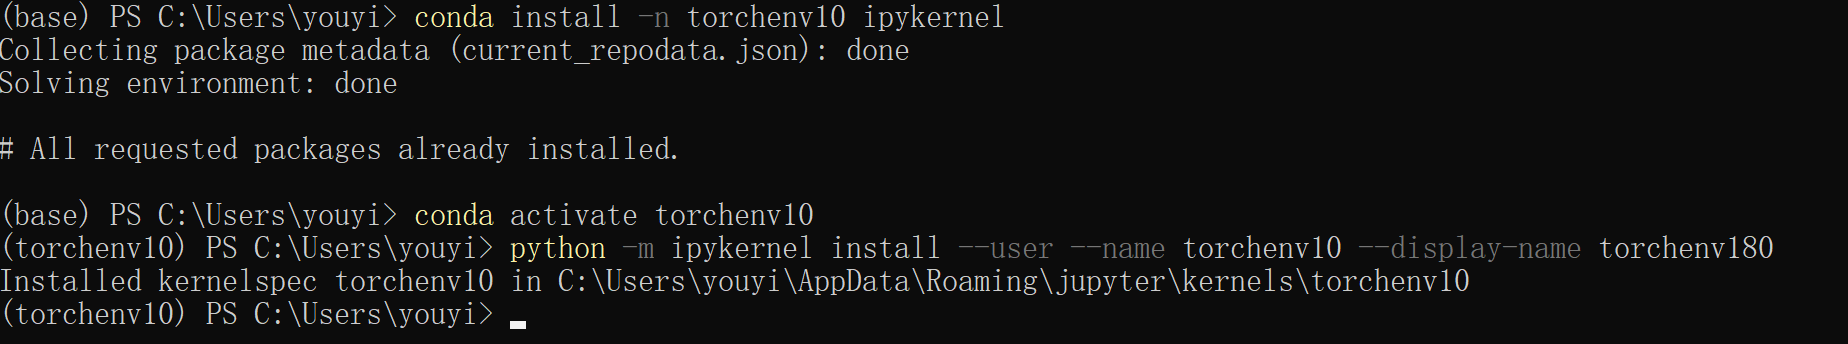 (base) PS C:\Users\youyi> conda install -n torchenv10 ipykernel
Collecting package metadata (current_repodata.json): done
Solving environment: done
# All requested packages already installed.
(base) PS C:\Users\youyi> conda activate torchenv10
(torchenv10) PS C:\Users\youyi> python -m ipykernel install --user --name torchenv10 --display-name torchenv180
Installed kernelspec torchenv10 in C:\Users\youyi\AppData\Roaming\jupyter\kernels\torchenv10
(torchenv10) PS C:\Users\youyi>